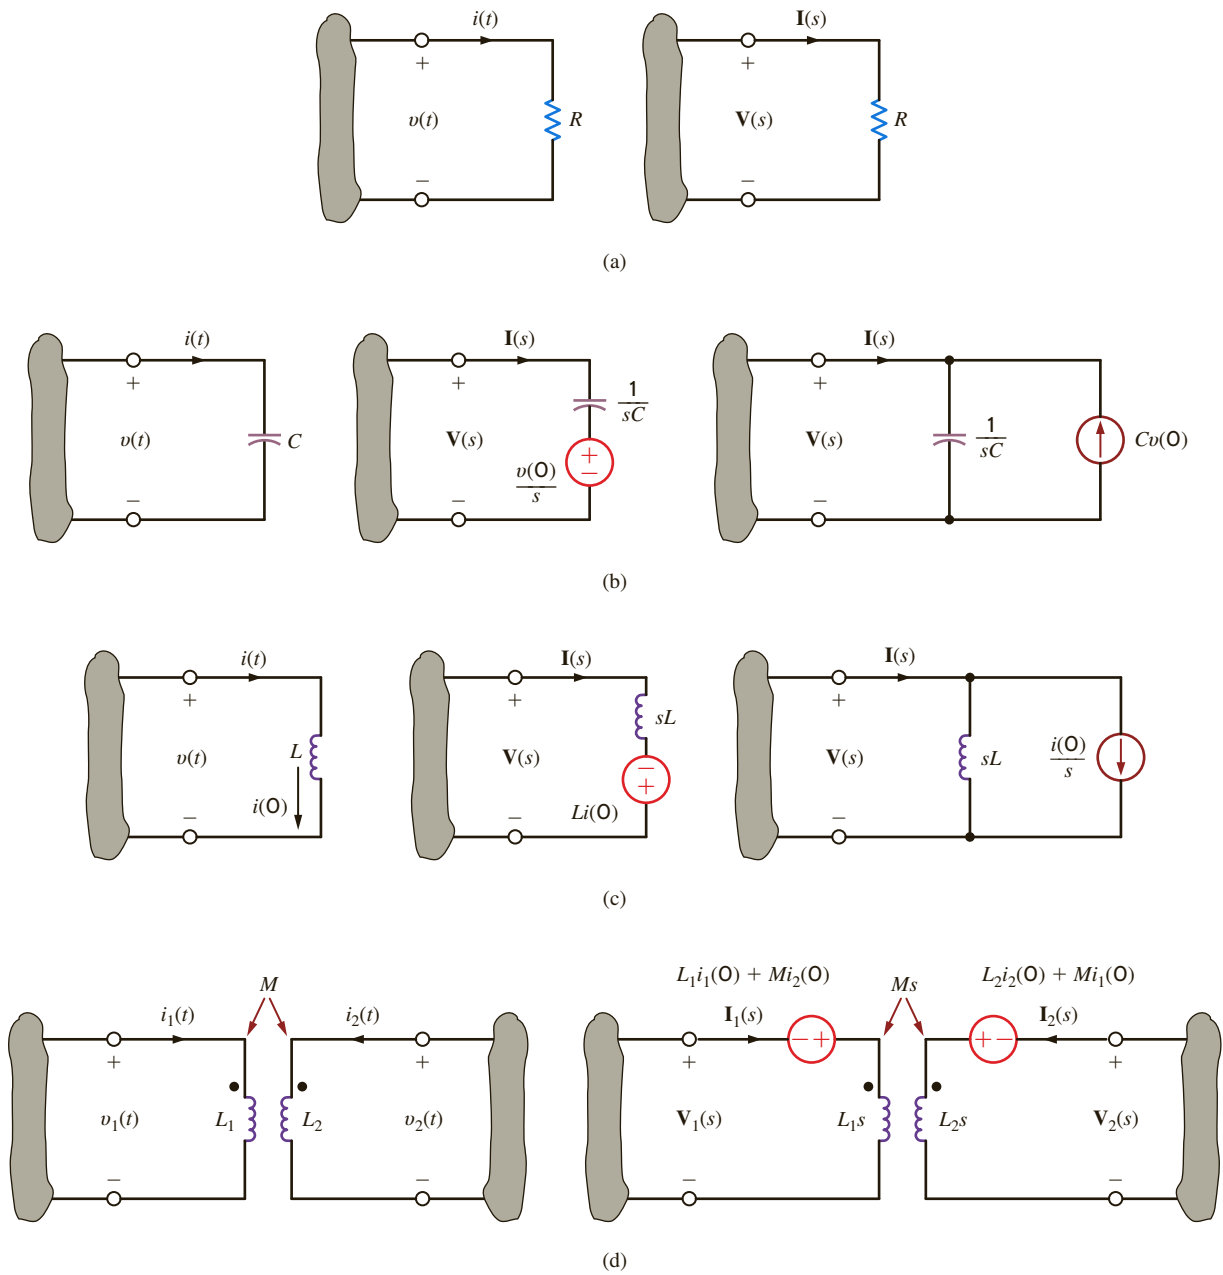 i(t) I(s)
+ +
v(t) R V(s) R
− −
(a)
i(t) I(s) I(s)
+ + +
1
sC
v(t) C V(s) V(s) 1
sC Cv(0)
+
−
v(0)
s
− − −
(b)
i(t) I(s) I(s)
+ + +
sL
v(t) L V(s) V(s) sL i(0)
s
−
+
i(0) Li(0)
− − −
(c)
L1i1(0) + Mi2(0) L2i2(0) + Mi1(0)
M Ms
i1(t) i2(t) I1(s) I2(s)
− + + −
+ + + +
v1(t) L1 L2 v2(t) V1(s) L1s L2s V2(s)
− − − −
(d)